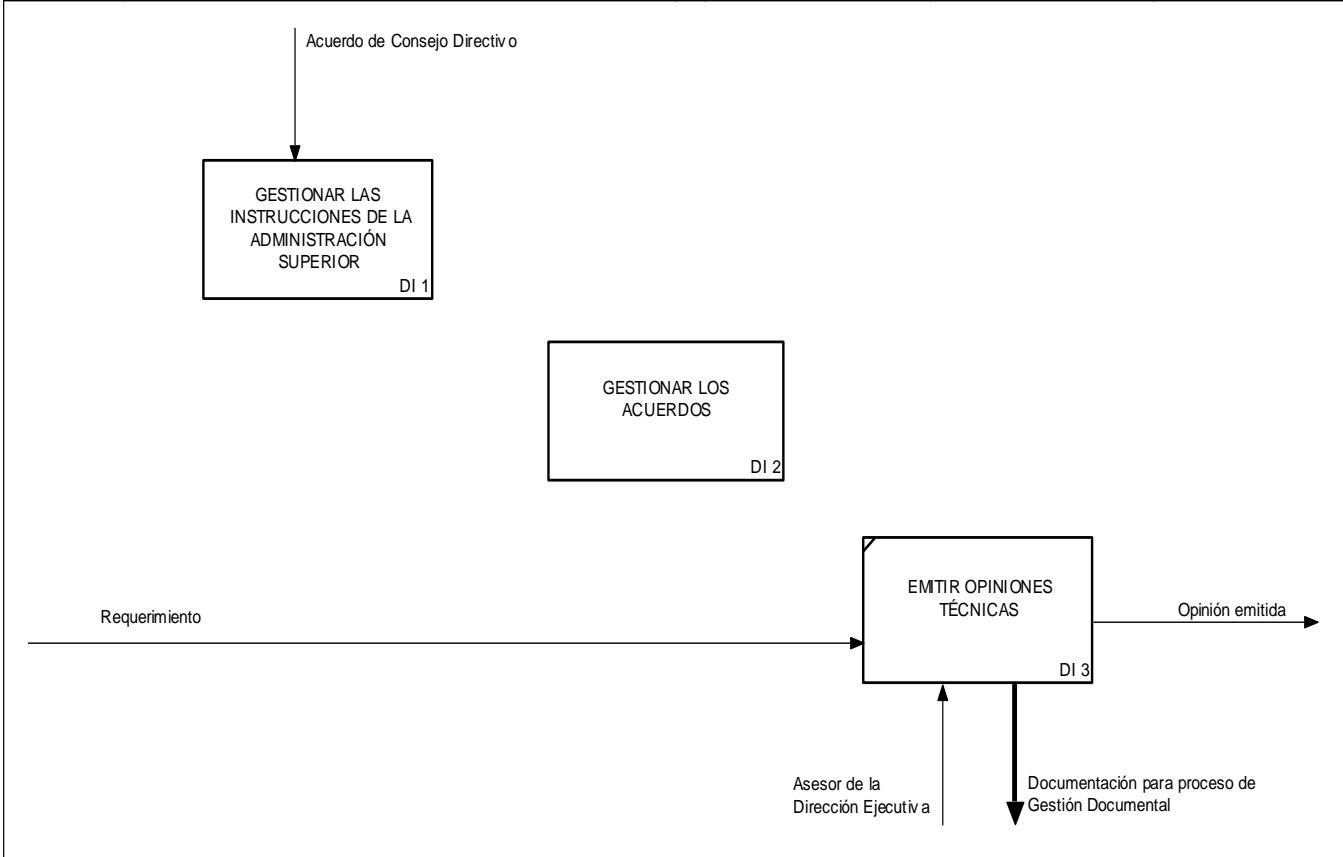 Acuerdo de Consejo Directivo
GESTIONAR LAS
INSTRUCCIONES DE LA
ADMINISTRACIÓN
SUPERIOR
DI 1
GESTIONAR LOS
ACUERDOS
DI 2
EMITIR OPINIONES
TÉCNICAS
DI 3
Requerimiento
Opinión emitida
Asesor de la
Dirección Ejecutiva
Documentación para proceso de
Gestión Documental